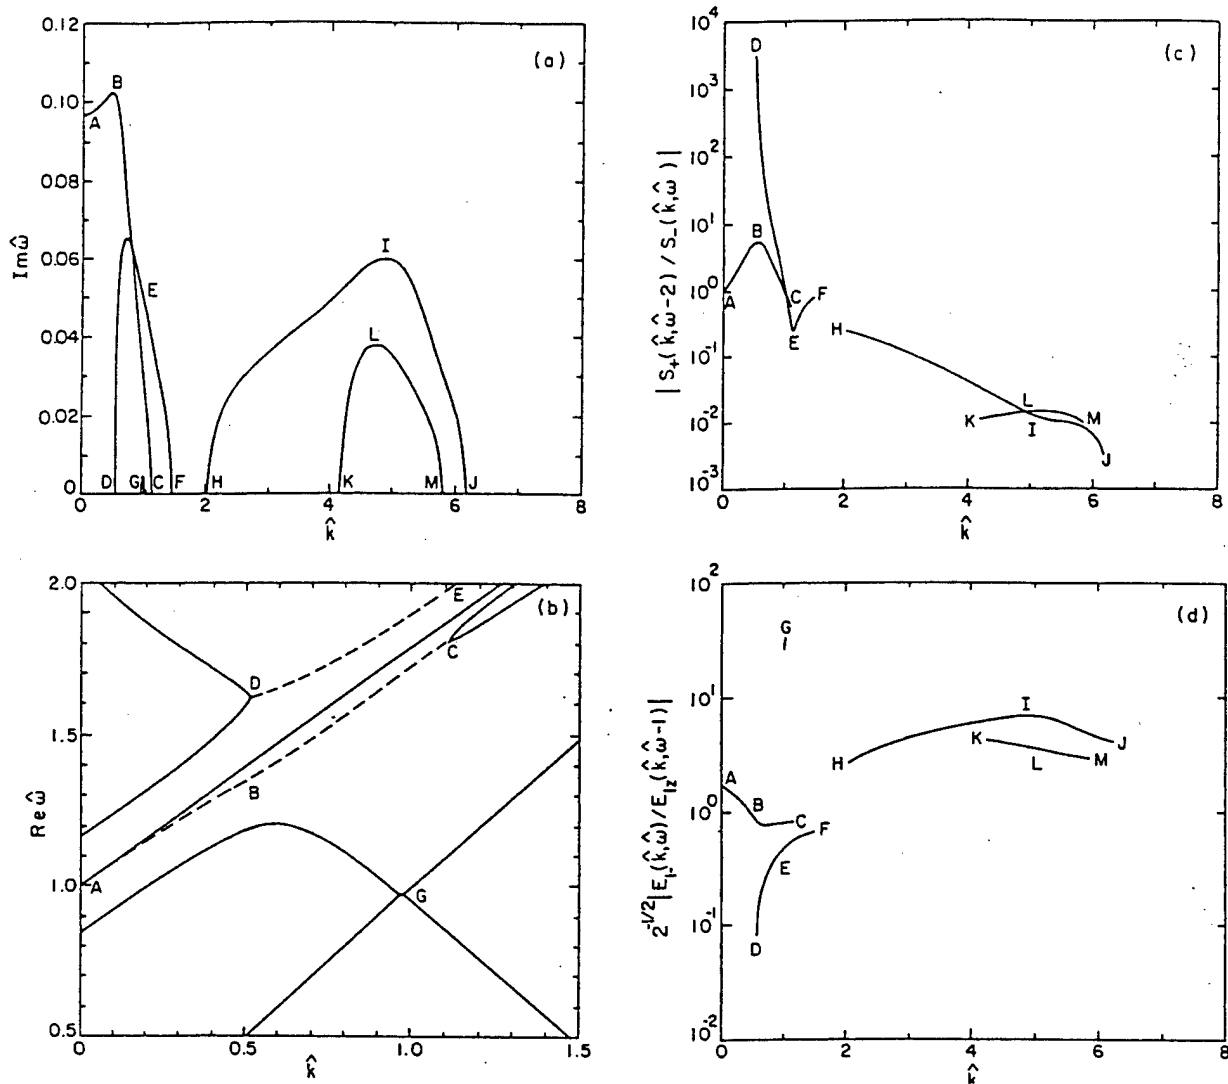 (a)
0.12
0.10
0.08
0.06
0.04
0.02
0
Im ω̂
A
B
E
I
L
D
G
C
F
H
K
M
J
2
4
6
8
k̂
(b)
2.0
1.5
1.0
0.5
Re ω̂
D
E
C
B
A
G
0
0.5
1.0
1.5
k̂
(c)
10⁴
10³
10²
10¹
10⁰
10⁻¹
10⁻²
10⁻³
| S₊(k̂,ω̂-2) / S₋(k̂,ω̂) |
D
B
A
C
F
E
H
K
L
I
M
J
0
2
4
6
8
k̂
(d)
10²
10¹
10⁰
10⁻¹
10⁻²
2⁻¹/² |E₁₋(k̂,ω̂)/E₁z(k̂,ω̂-1)|
G
I
K
H
L
M
J
A
B
C
F
E
D
0
2
4
6
8
k̂